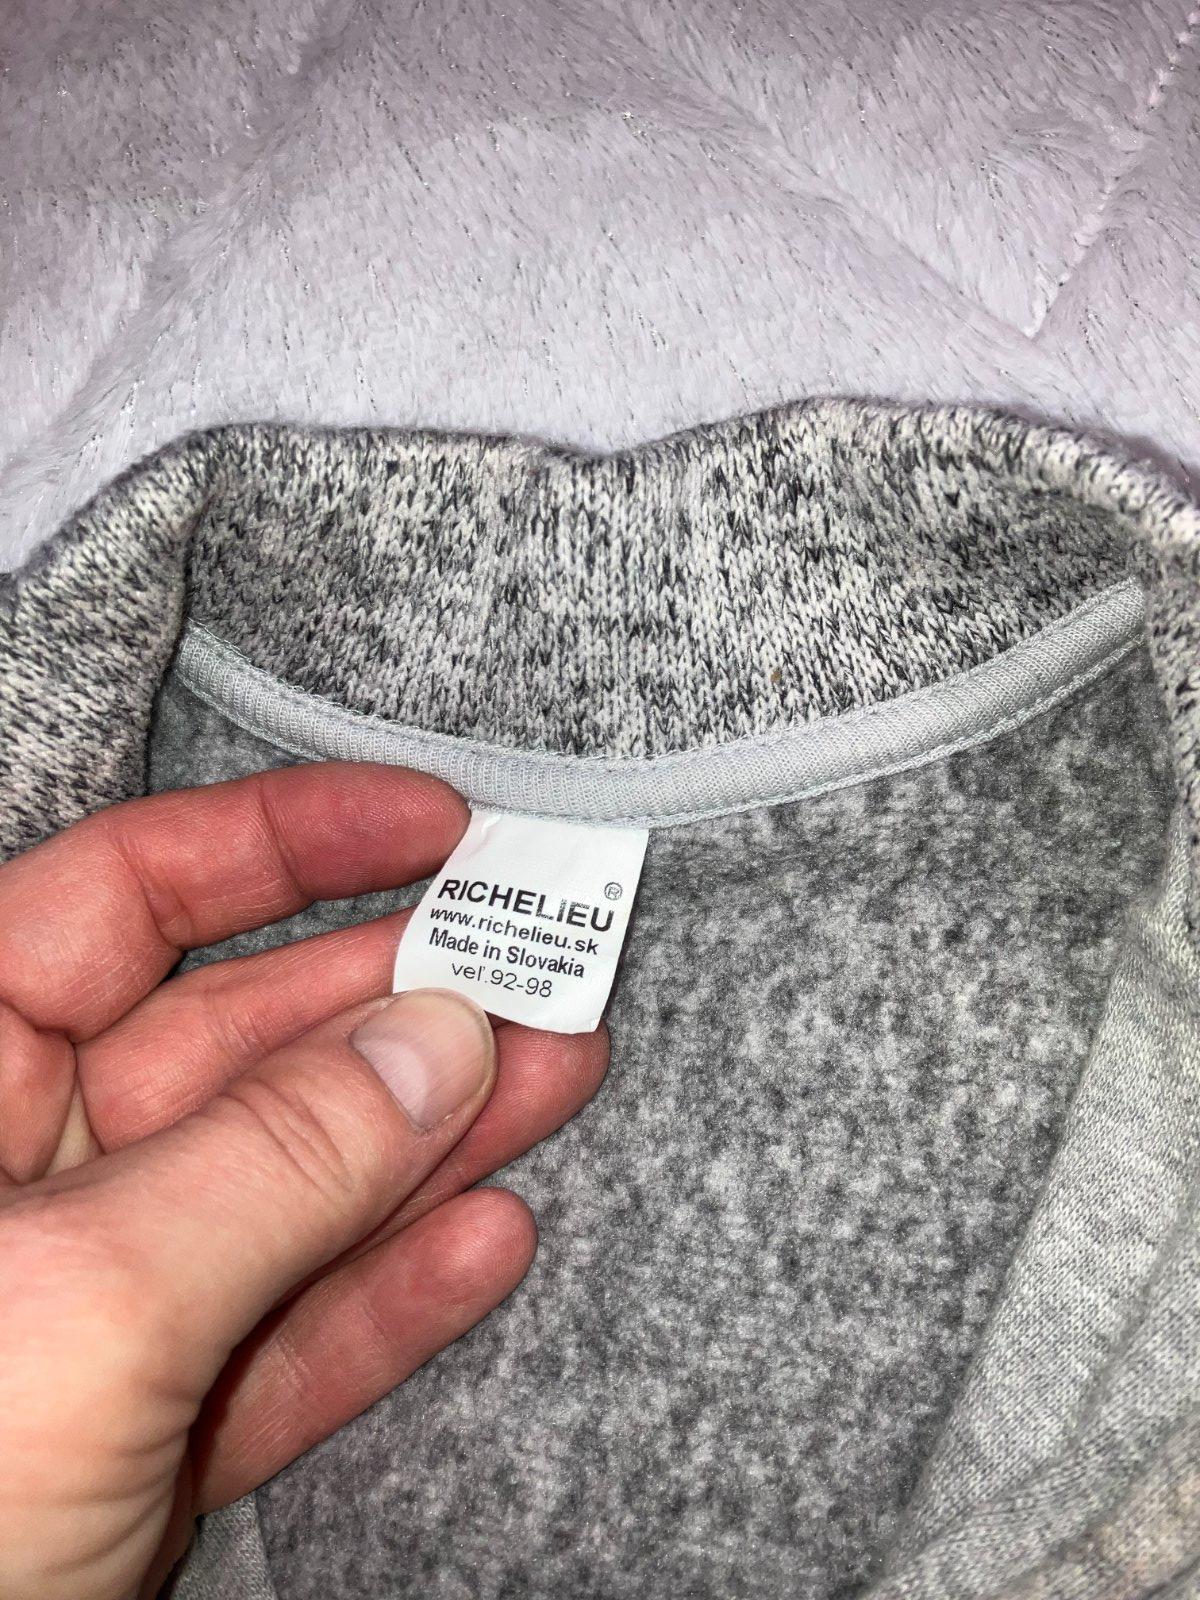 RICHELIEU®
www.richelieu.sk
Made in Slovakia
veľ.92-98